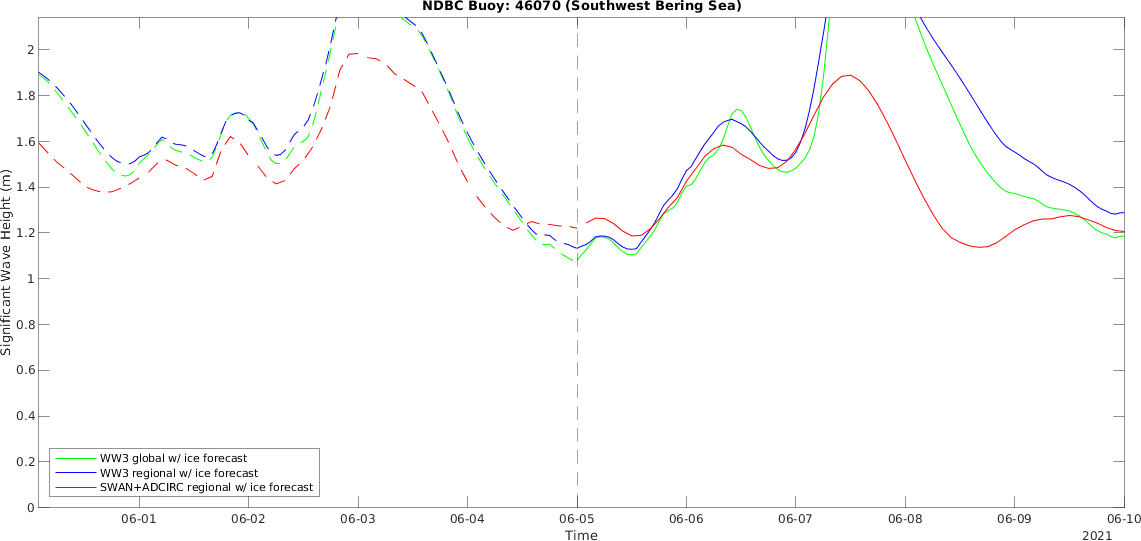 NDBC Buoy: 46070 (Southwest Bering Sea)
Significant Wave Height (m)
2
1.8
1.6
1.4
1.2
1
0.8
0.6
0.4
0.2
0
WW3 global w/ ice forecast
WW3 regional w/ ice forecast
SWAN+ADCIRC regional w/ ice forecast
06-01 06-02 06-03 06-04 06-05 06-06 06-07 06-08 06-09 06-10
Time
2021